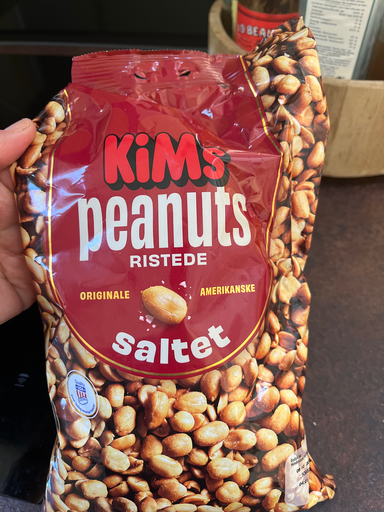 KiMs
peanuts
RISTEDE
ORIGINALE AMERIKANSKE
saltet